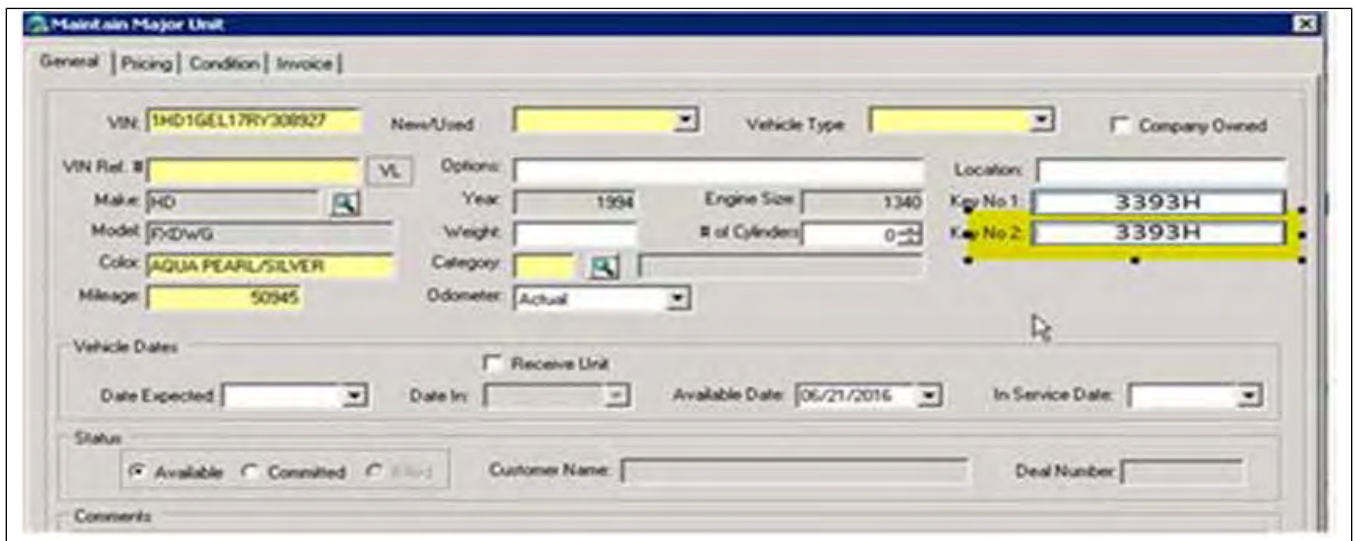 Maintain Major Unit
General Pricing Condition Invoice
VIN: 1HD1GEL17RY308927 New/Used Vehicle Type Company Owned
VIN Ref. # VL Options: Location:
Make: HD Year: 1994 Engine Size: 1340 Key No 1: 3393H
Model: FXDWG Weight: # of Cylinders 0 Key No 2: 3393H
Color: AQUA PEARL/SILVER Category:
Mileage: 50945 Odometer: Actual
Vehicle Dates
Receive Unit
Date Expected: Date In: Available Date: 06/21/2016 In Service Date:
Status
Available Committed Customer Name: Deal Number:
Comments